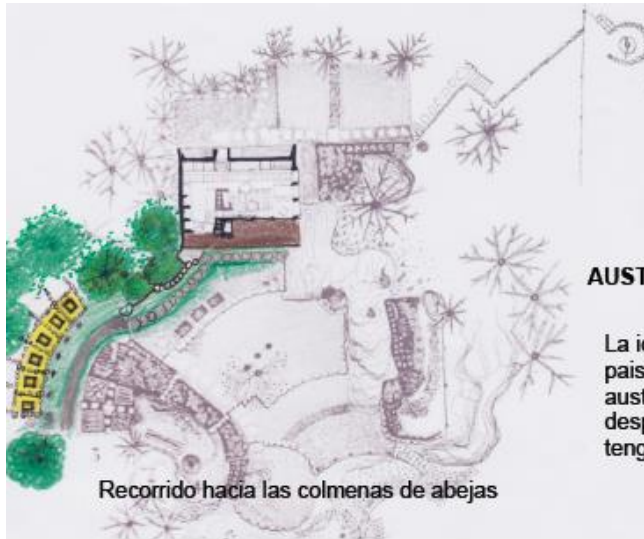 AUST
La id
pais
aust
desp
teng
Recorrido hacia las colmenas de abejas